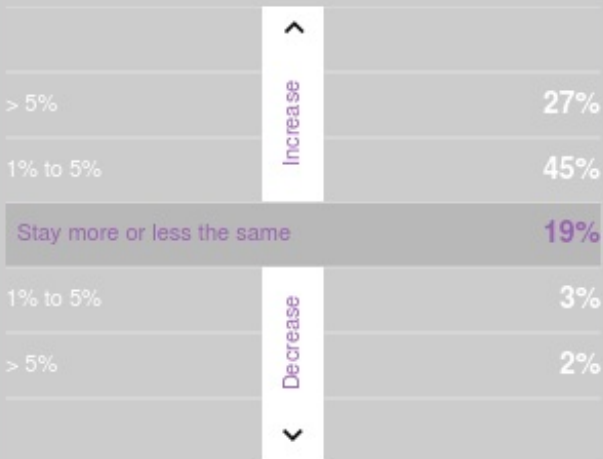 > 5% 27%
Increase
1% to 5% 45%
Stay more or less the same 19%
1% to 5% 3%
Decrease
> 5% 2%